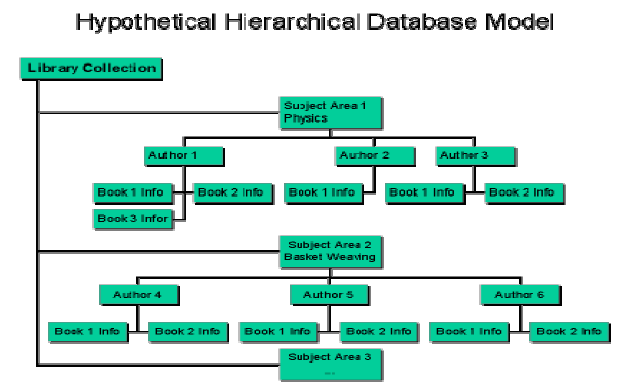 Hypothetical Hierarchical Database Model
Library Collection
Subject Area 1
Physics
Author 1
Author 2
Author 3
Book 1 Info
Book 2 Info
Book 1 Info
Book 1 Info
Book 2 Info
Book 3 Infor
Subject Area 2
Basket Weaving
Author 4
Author 5
Author 6
Book 1 Info
Book 2 Info
Book 1 Info
Book 2 Info
Book 1 Info
Book 2 Info
Subject Area 3
...